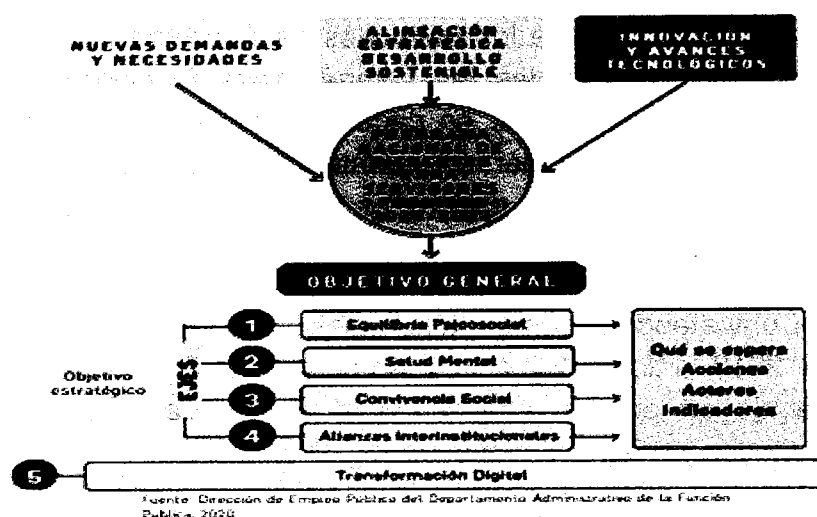 NUEVAS DEMANDAS
Y NECESIDADES
ALINEACIÓN
ESTRATÉGICA
DESARROLLO
SOSTENIBLE
INNOVACIÓN
Y AVANCES
TECNOLÓGICOS
NACIONAL DE
OBJETIVO GENERAL
Objetivo
estratégico
EJES
1 Equilibrio Psicosocial
2 Salud Mental
3 Convivencia Social
4 Alianzas Interinstitucionales
Qué se espera
Acciones
Actores
Indicadores
5 Transformación Digital
Fuente: Dirección de Empleo Público del Departamento Administrativo de la Función
Pública, 2020